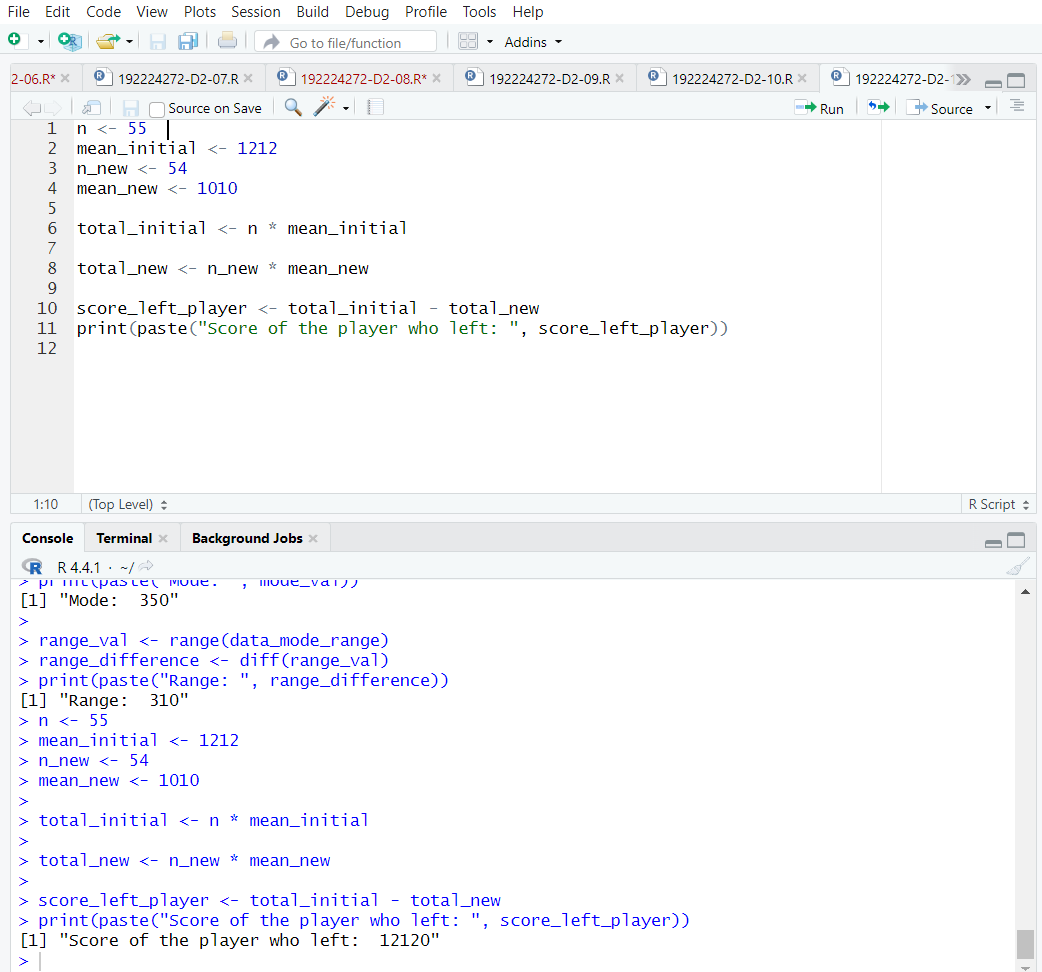 File Edit Code View Plots Session Build Debug Profile Tools Help
Go to file/function Addins
2-06.R* 192224272-D2-07.R 192224272-D2-08.R* 192224272-D2-09.R 192224272-D2-10.R 192224272-D2-1
Source on Save Run Source
1 n <- 55
2 mean_initial <- 1212
3 n_new <- 54
4 mean_new <- 1010
5
6 total_initial <- n * mean_initial
7
8 total_new <- n_new * mean_new
9
10 score_left_player <- total_initial - total_new
11 print(paste("Score of the player who left: ", score_left_player))
12
1:10 (Top Level) R Script
Console Terminal Background Jobs
R R 4.4.1 · ~/
> print(paste("Mode: ", mode_val))
[1] "Mode:  350"
>
> range_val <- range(data_mode_range)
> range_difference <- diff(range_val)
> print(paste("Range: ", range_difference))
[1] "Range:  310"
> n <- 55
> mean_initial <- 1212
> n_new <- 54
> mean_new <- 1010
>
> total_initial <- n * mean_initial
>
> total_new <- n_new * mean_new
>
> score_left_player <- total_initial - total_new
> print(paste("Score of the player who left: ", score_left_player))
[1] "Score of the player who left:  12120"
>